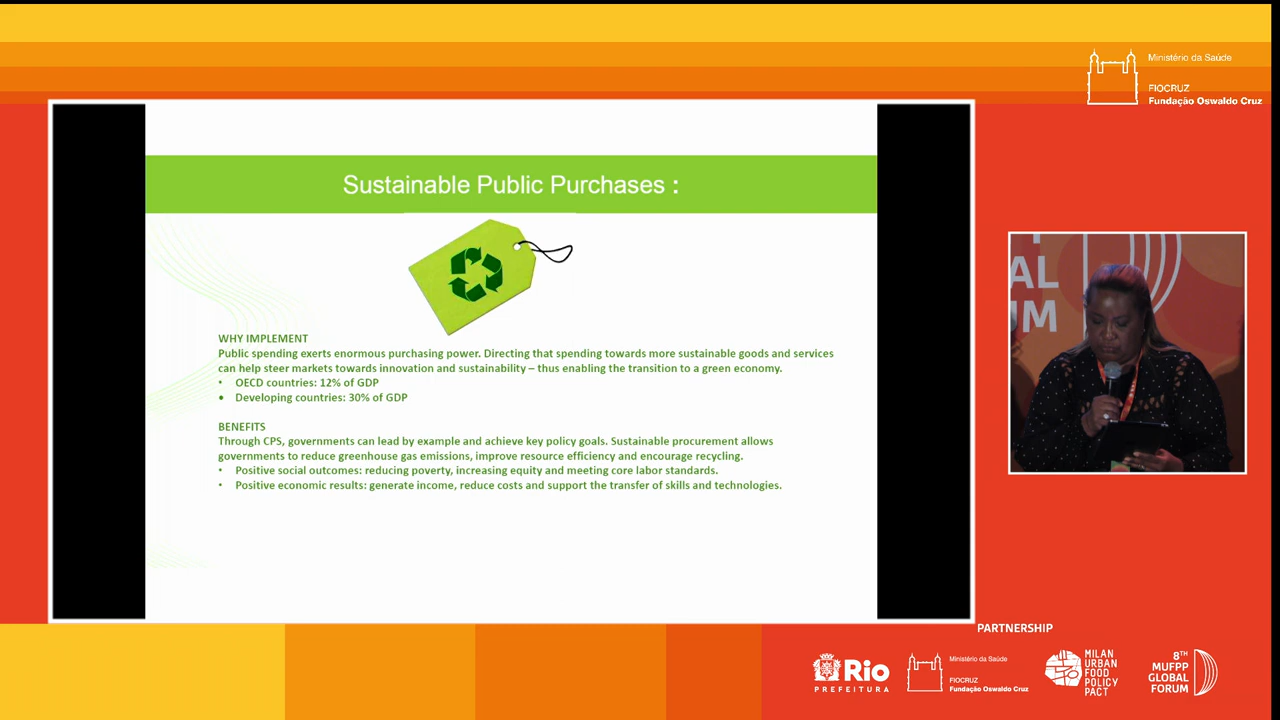 Ministério da Saúde
FIOCRUZ
Fundação Oswaldo Cruz
Sustainable Public Purchases :
WHY IMPLEMENT
Public spending exerts enormous purchasing power. Directing that spending towards more sustainable goods and services
can help steer markets towards innovation and sustainability – thus enabling the transition to a green economy.
• OECD countries: 12% of GDP
• Developing countries: 30% of GDP
BENEFITS
Through CPS, governments can lead by example and achieve key policy goals. Sustainable procurement allows
governments to reduce greenhouse gas emissions, improve resource efficiency and encourage recycling.
• Positive social outcomes: reducing poverty, increasing equity and meeting core labor standards.
• Positive economic results: generate income, reduce costs and support the transfer of skills and technologies.
AL
UM
PARTNERSHIP
Rio
PREFEITURA
Ministério da Saúde
FIOCRUZ
Fundação Oswaldo Cruz
MILAN
URBAN
FOOD
POLICY
PACT
8TH
MUFPP
GLOBAL
FORUM